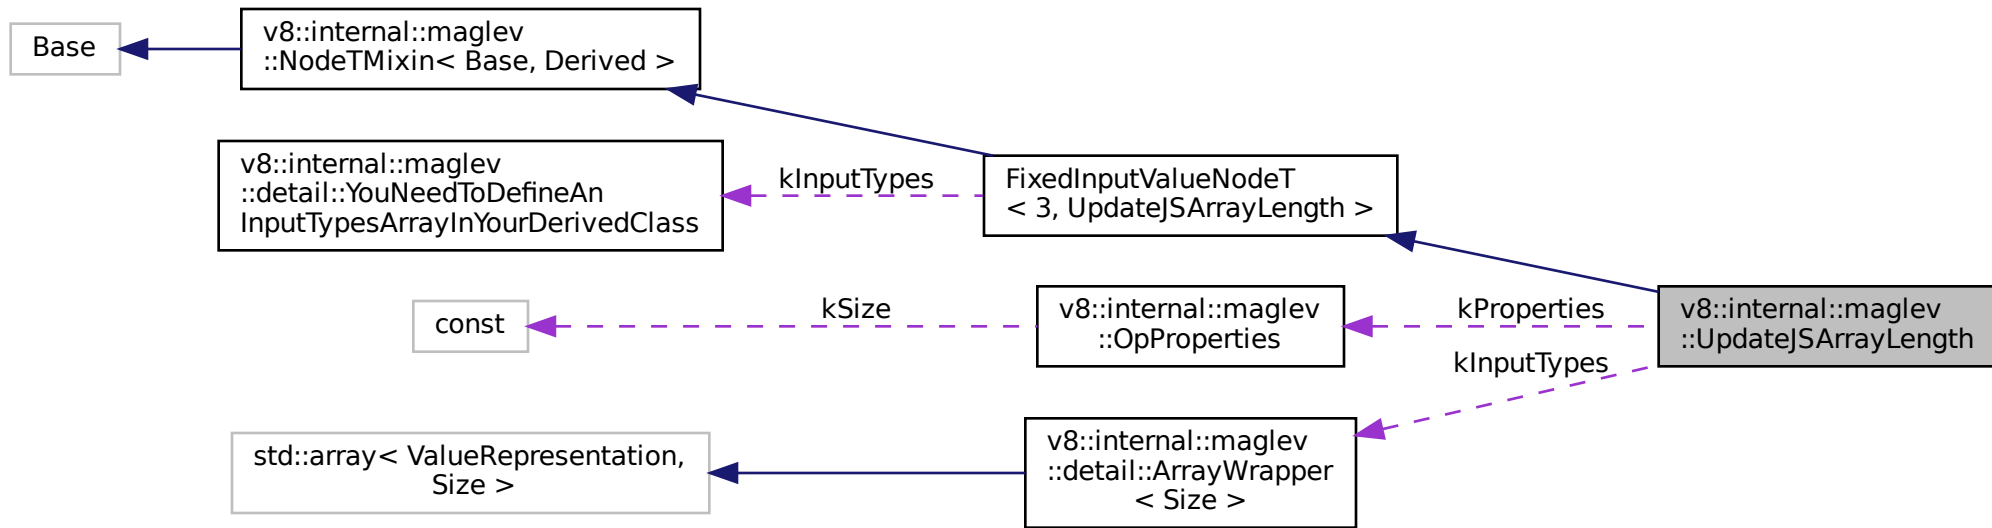 Base
v8::internal::maglev
::NodeTMixin< Base, Derived >
v8::internal::maglev
::detail::YouNeedToDefineAn
InputTypesArrayInYourDerivedClass
kInputTypes
FixedInputValueNodeT
< 3, UpdateJSArrayLength >
const
kSize
v8::internal::maglev
::OpProperties
kProperties
v8::internal::maglev
::UpdateJSArrayLength
kInputTypes
std::array< ValueRepresentation,
Size >
v8::internal::maglev
::detail::ArrayWrapper
< Size >